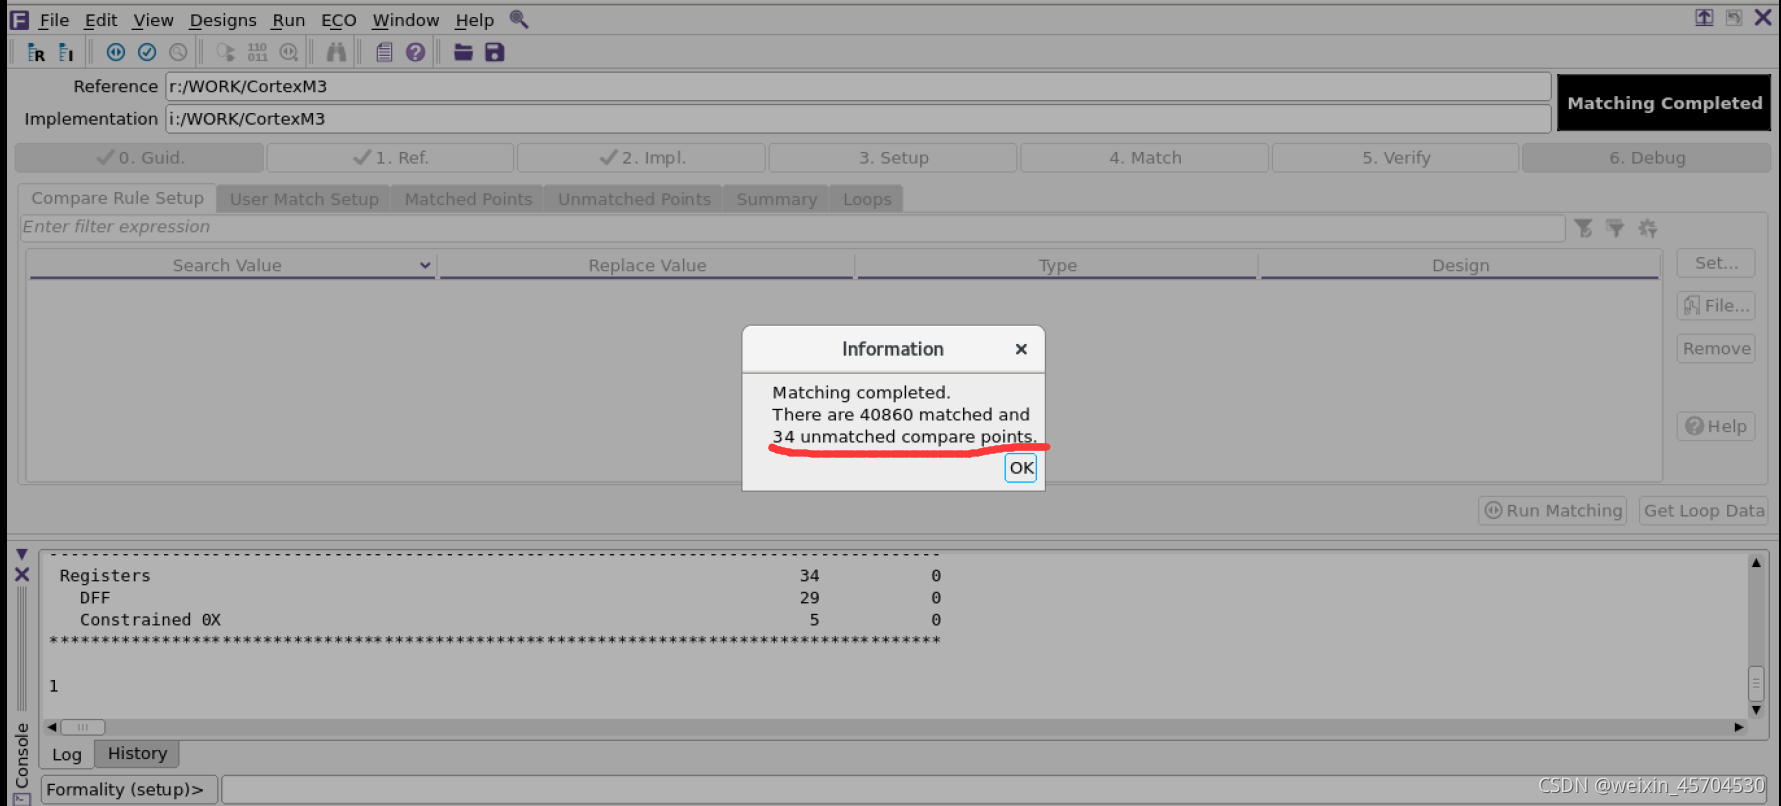 File Edit View Designs Run ECO Window Help
Reference r:/WORK/CortexM3
Implementation i:/WORK/CortexM3
Matching Completed
0. Guid. 1. Ref. 2. Impl. 3. Setup 4. Match 5. Verify 6. Debug
Compare Rule Setup User Match Setup Matched Points Unmatched Points Summary Loops
Enter filter expression
Search Value Replace Value Type Design
Set...
File...
Remove
Help
Information
Matching completed.
There are 40860 matched and
34 unmatched compare points.
OK
Run Matching Get Loop Data
Registers 34 0
DFF 29 0
Constrained 0X 5 0
****************************************************************************************
1
Console
Log History
Formality (setup)>
CSDN @weixin_45704530